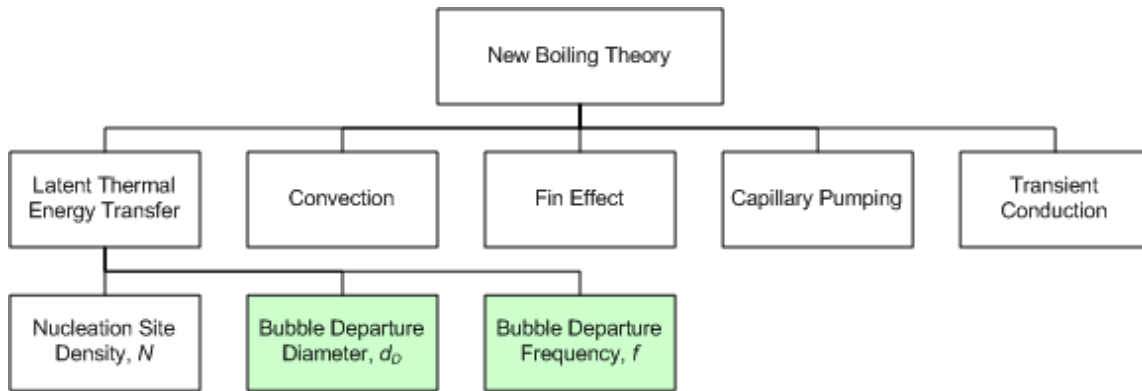 New Boiling Theory
Latent Thermal
Energy Transfer
Convection
Fin Effect
Capillary Pumping
Transient
Conduction
Nucleation Site
Density, N
Bubble Departure
Diameter, d_D
Bubble Departure
Frequency, f